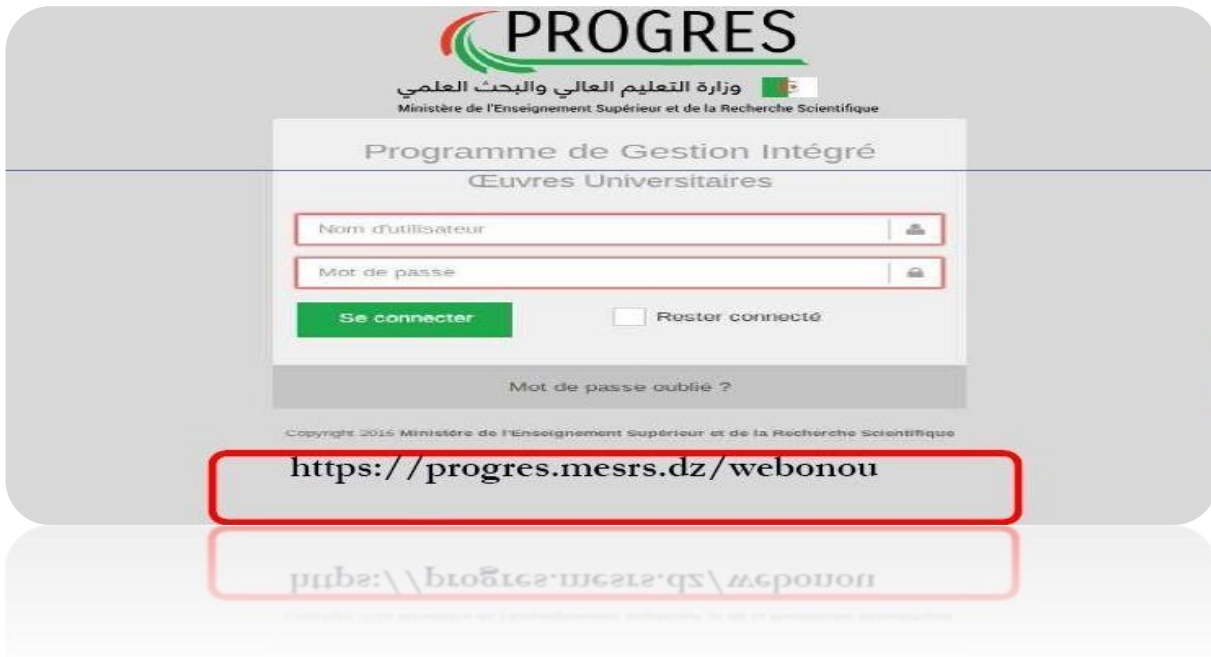 PROGRES
وزارة التعليم العالي والبحث العلمي
Ministère de l'Enseignement Supérieur et de la Recherche Scientifique
Programme de Gestion Intégré
Œuvres Universitaires
Nom d'utilisateur
Mot de passe
Se connecter
Rester connecté
Mot de passe oublié ?
Copyright 2016 Ministère de l'Enseignement Supérieur et de la Recherche Scientifique
https://progres.mesrs.dz/webonou